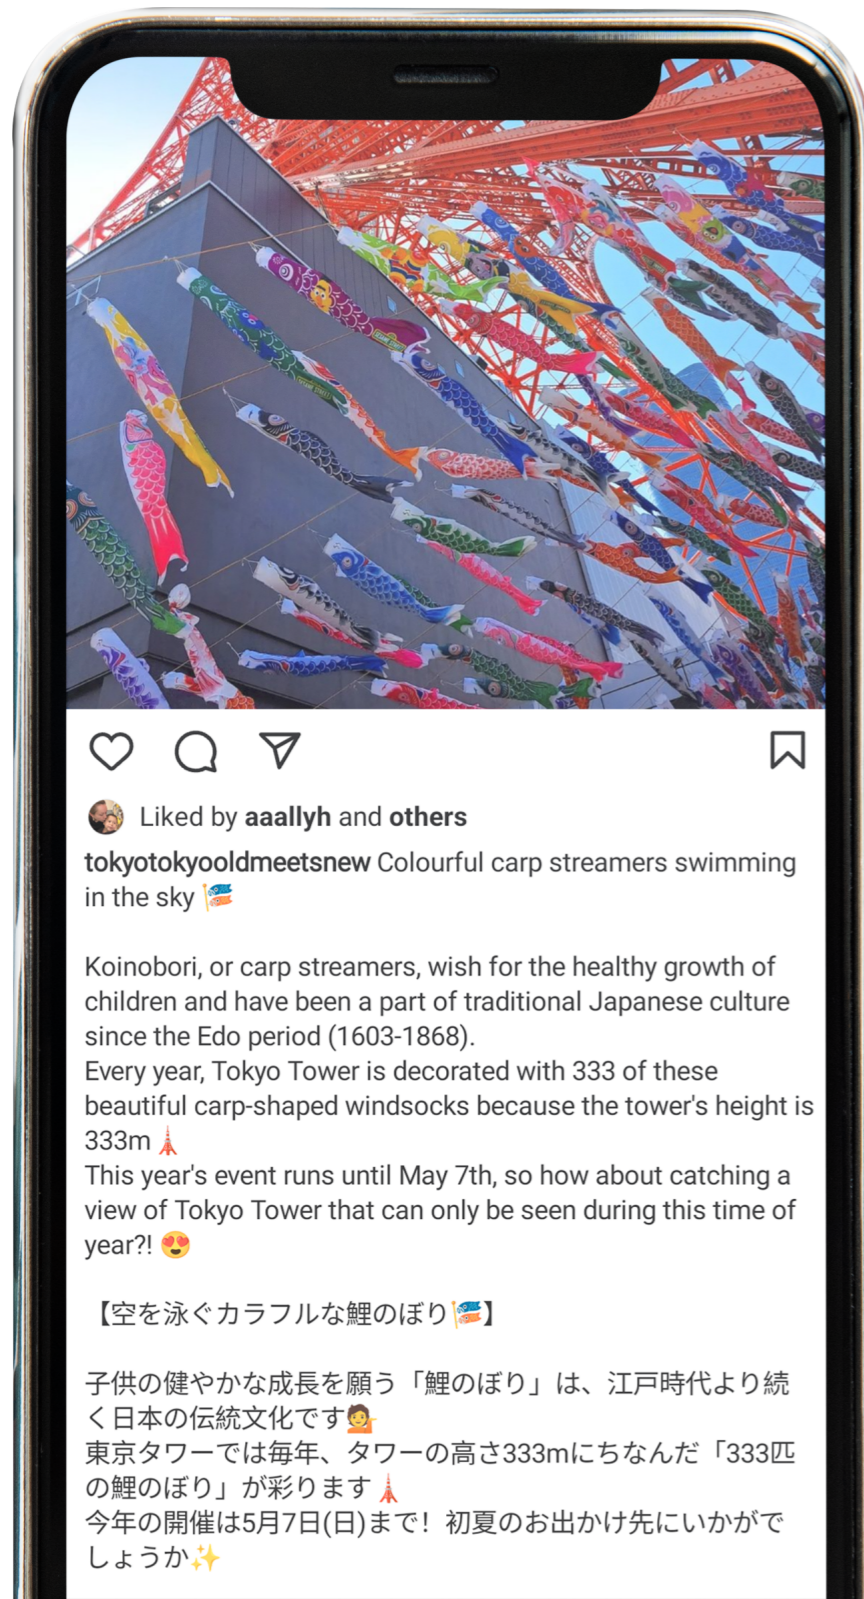 Liked by aaallyh and others
tokyotokyooldmeetsnew Colourful carp streamers swimming
in the sky 🎏
Koinobori, or carp streamers, wish for the healthy growth of
children and have been a part of traditional Japanese culture
since the Edo period (1603-1868).
Every year, Tokyo Tower is decorated with 333 of these
beautiful carp-shaped windsocks because the tower's height is
333m🗼
This year's event runs until May 7th, so how about catching a
view of Tokyo Tower that can only be seen during this time of
year?! 😍
【空を泳ぐカラフルな鯉のぼり🎏】
子供の健やかな成長を願う「鯉のぼり」は、江戸時代より続
く日本の伝統文化です💁
東京タワーでは毎年、タワーの高さ333mにちなんだ「333匹
の鯉のぼり」が彩ります🗼
今年の開催は5月7日(日)まで！初夏のお出かけ先にいかがで
しょうか✨